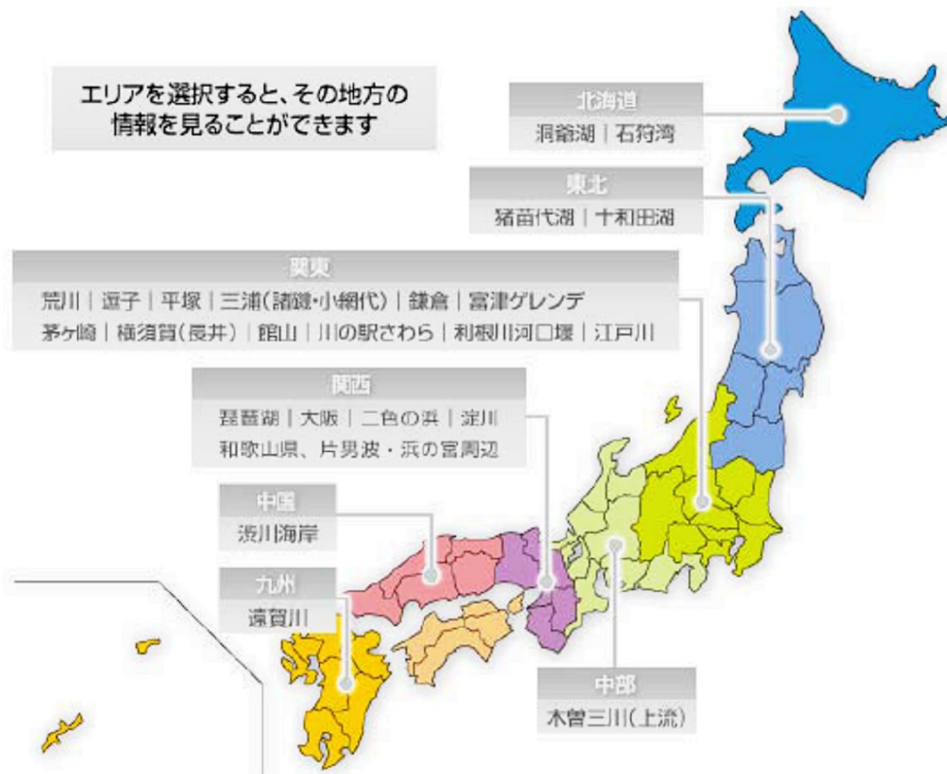 エリアを選択すると、その地方の
情報を見ることができます
北海道
洞爺湖｜石狩湾
東北
猪苗代湖｜十和田湖
関東
荒川｜逗子｜平塚｜三浦(諸磯・小網代)｜鎌倉｜富津ゲレンデ
茅ヶ崎｜横須賀(長井)｜館山｜川の駅さわら｜利根川河口堰｜江戸川
関西
琵琶湖｜大阪｜二色の浜｜淀川
和歌山県、片男波・浜の宮周辺
中国
渋川海岸
九州
遠賀川
中部
木曽三川(上流)